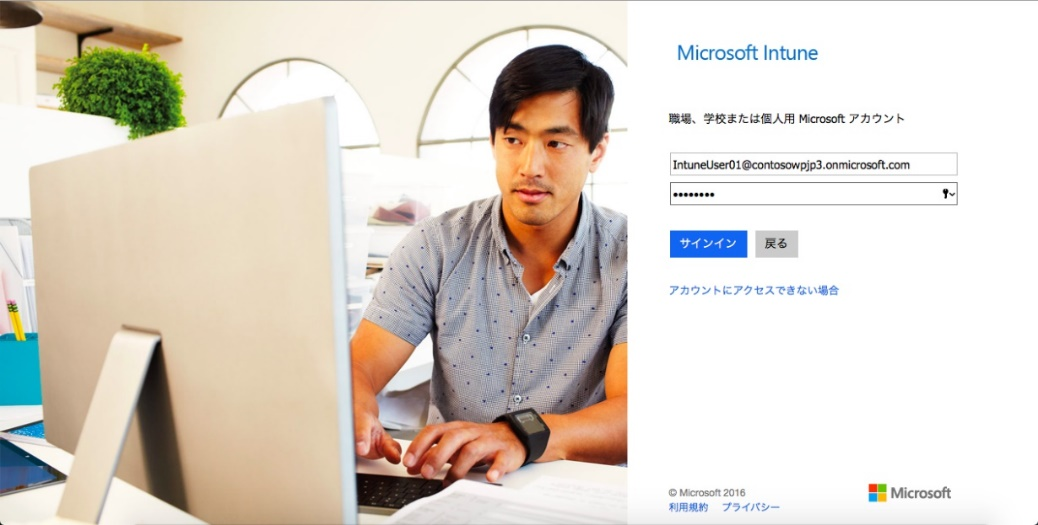 Microsoft Intune
職場、学校または個人用 Microsoft アカウント
IntuneUser01@contosowpjp3.onmicrosoft.com
••••••••
サインイン 戻る
アカウントにアクセスできない場合
© Microsoft 2016
利用規約 プライバシー
Microsoft